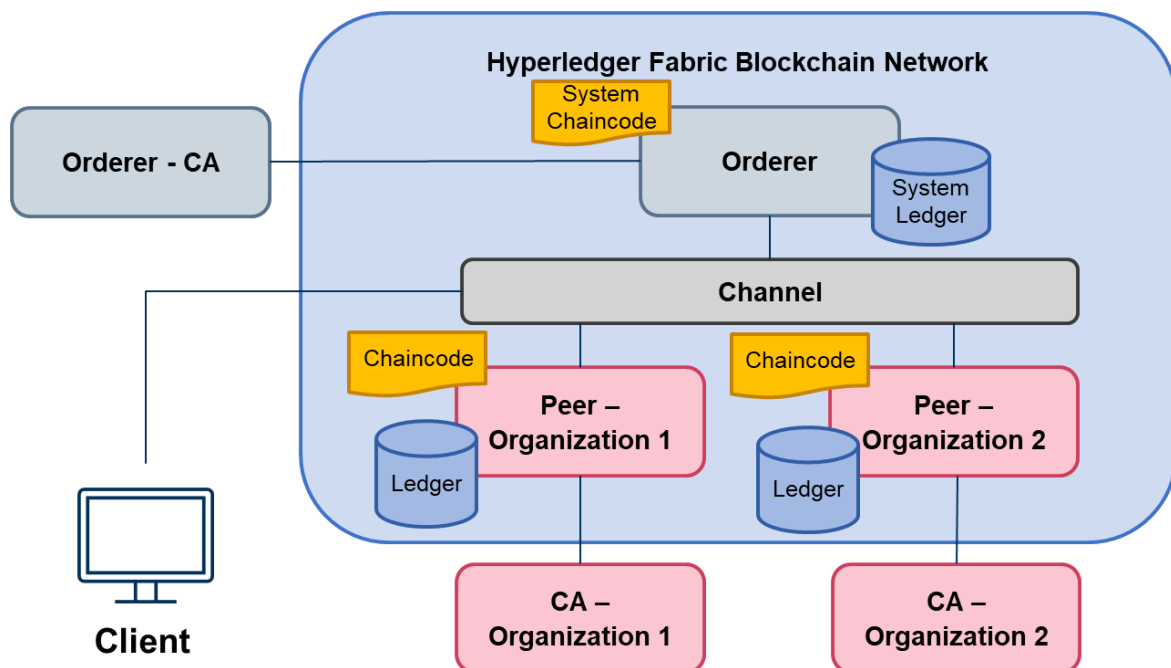 Hyperledger Fabric Blockchain Network
System
Chaincode
Orderer - CA
Orderer
System
Ledger
Channel
Chaincode
Peer –
Organization 1
Ledger
Chaincode
Peer –
Organization 2
Ledger
CA –
Organization 1
CA –
Organization 2
Client